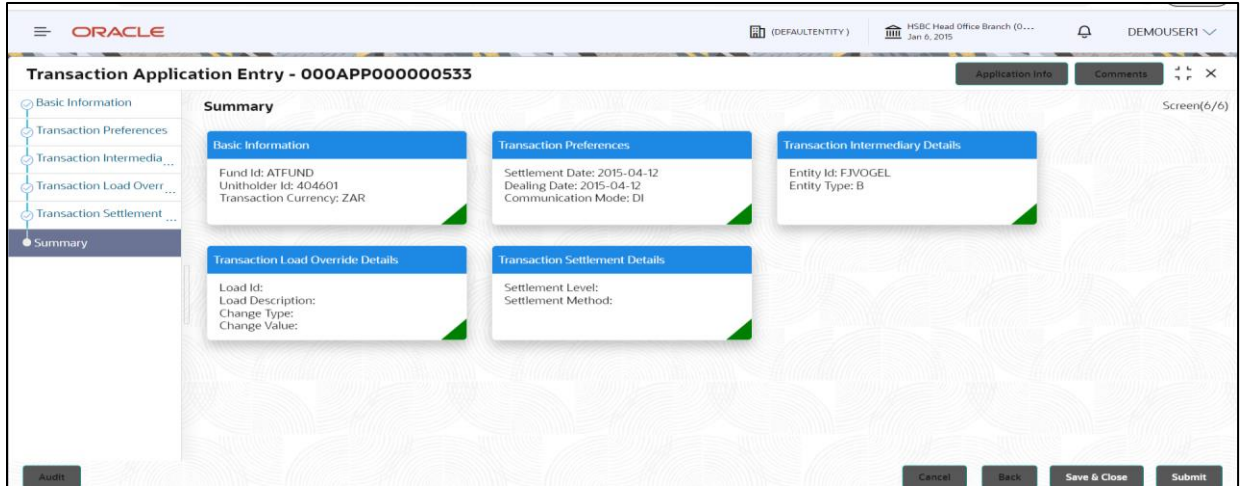 ORACLE
(DEFAULTENTITY)
HSBC Head Office Branch (0...
Jan 6, 2015
DEMOUSER1
Transaction Application Entry - 000APP000000533
Application Info
Comments
Basic Information
Transaction Preferences
Transaction Intermedia...
Transaction Load Overr...
Transaction Settlement ...
Summary
Summary
Screen(6/6)
Basic Information
Fund Id: ATFUND
Unitholder Id: 404601
Transaction Currency: ZAR
Transaction Preferences
Settlement Date: 2015-04-12
Dealing Date: 2015-04-12
Communication Mode: DI
Transaction Intermediary Details
Entity Id: FJVOGEL
Entity Type: B
Transaction Load Override Details
Load Id:
Load Description:
Change Type:
Change Value:
Transaction Settlement Details
Settlement Level:
Settlement Method:
Audit
Cancel
Back
Save & Close
Submit